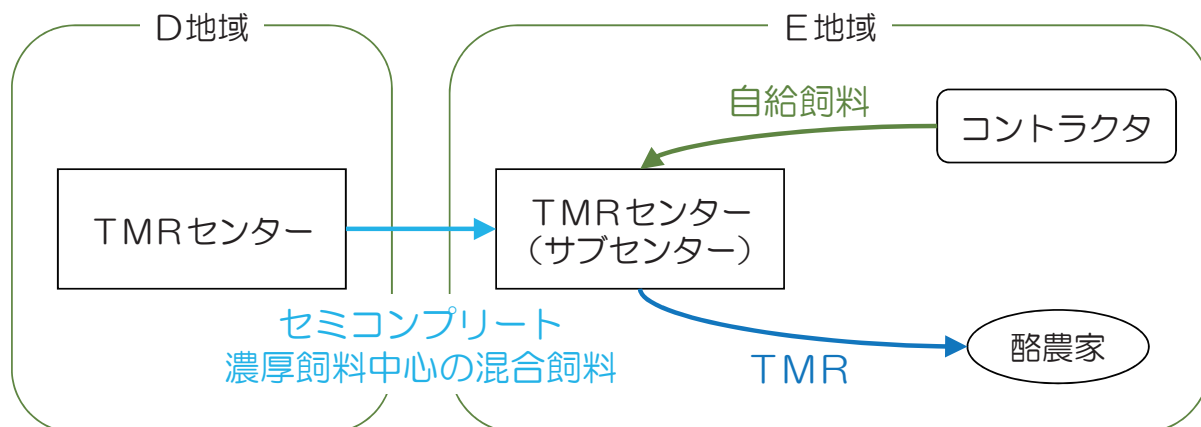 D地域
E地域
自給飼料
コントラクタ
TMRセンター
TMRセンター
(サブセンター)
セミコンプリート
濃厚飼料中心の混合飼料
TMR
酪農家